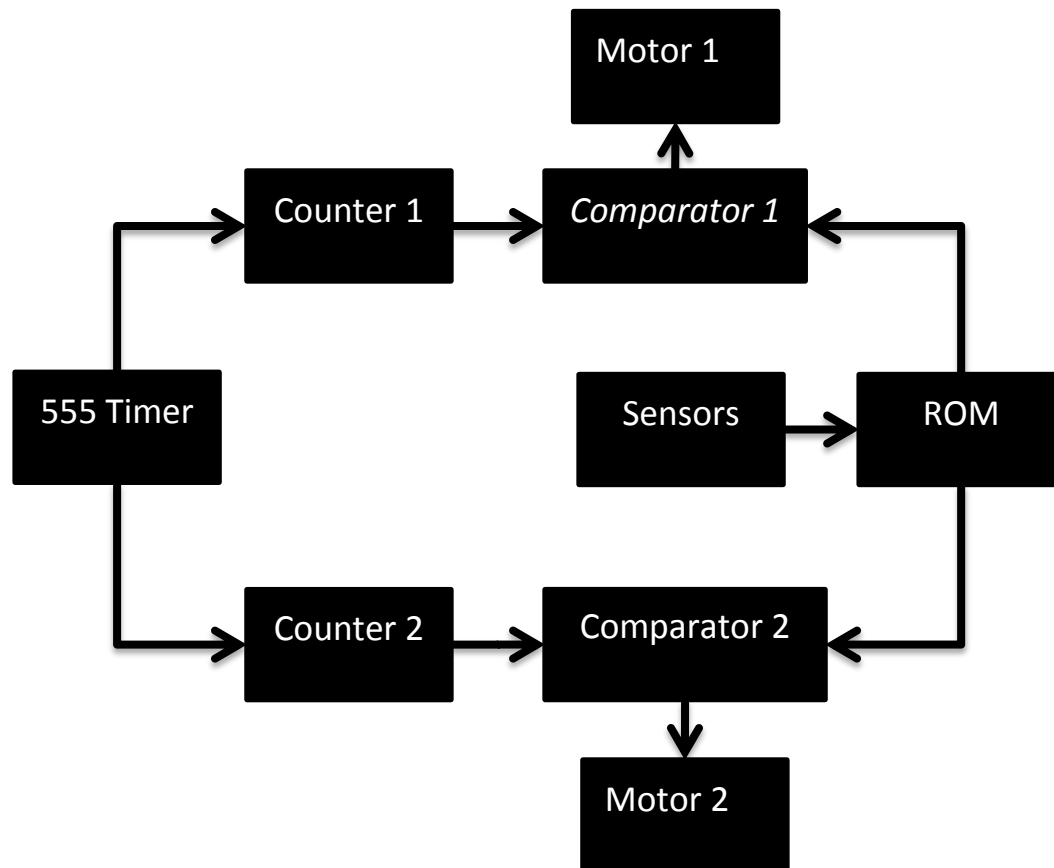 Motor 1
Counter 1
Comparator 1
555 Timer
Sensors
ROM
Counter 2
Comparator 2
Motor 2